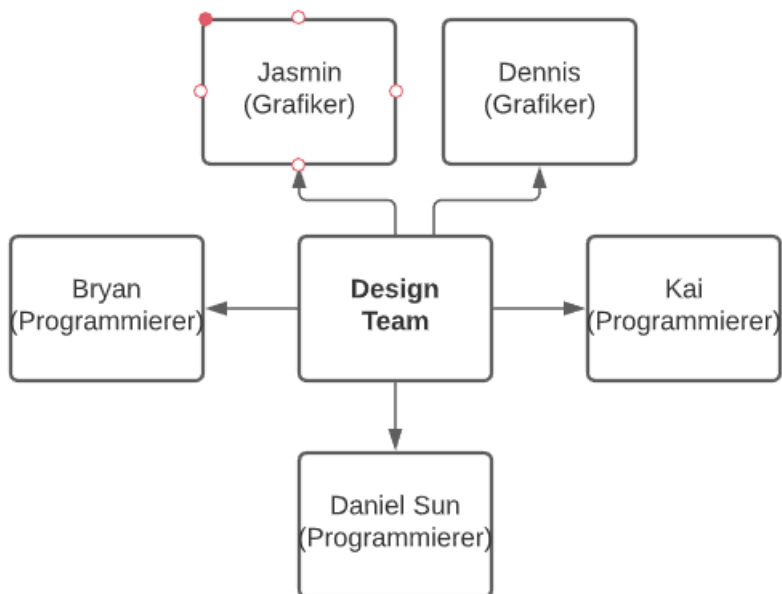 Jasmin
(Grafiker)
Dennis
(Grafiker)
Bryan
(Programmierer)
Design
Team
Kai
(Programmierer)
Daniel Sun
(Programmierer)